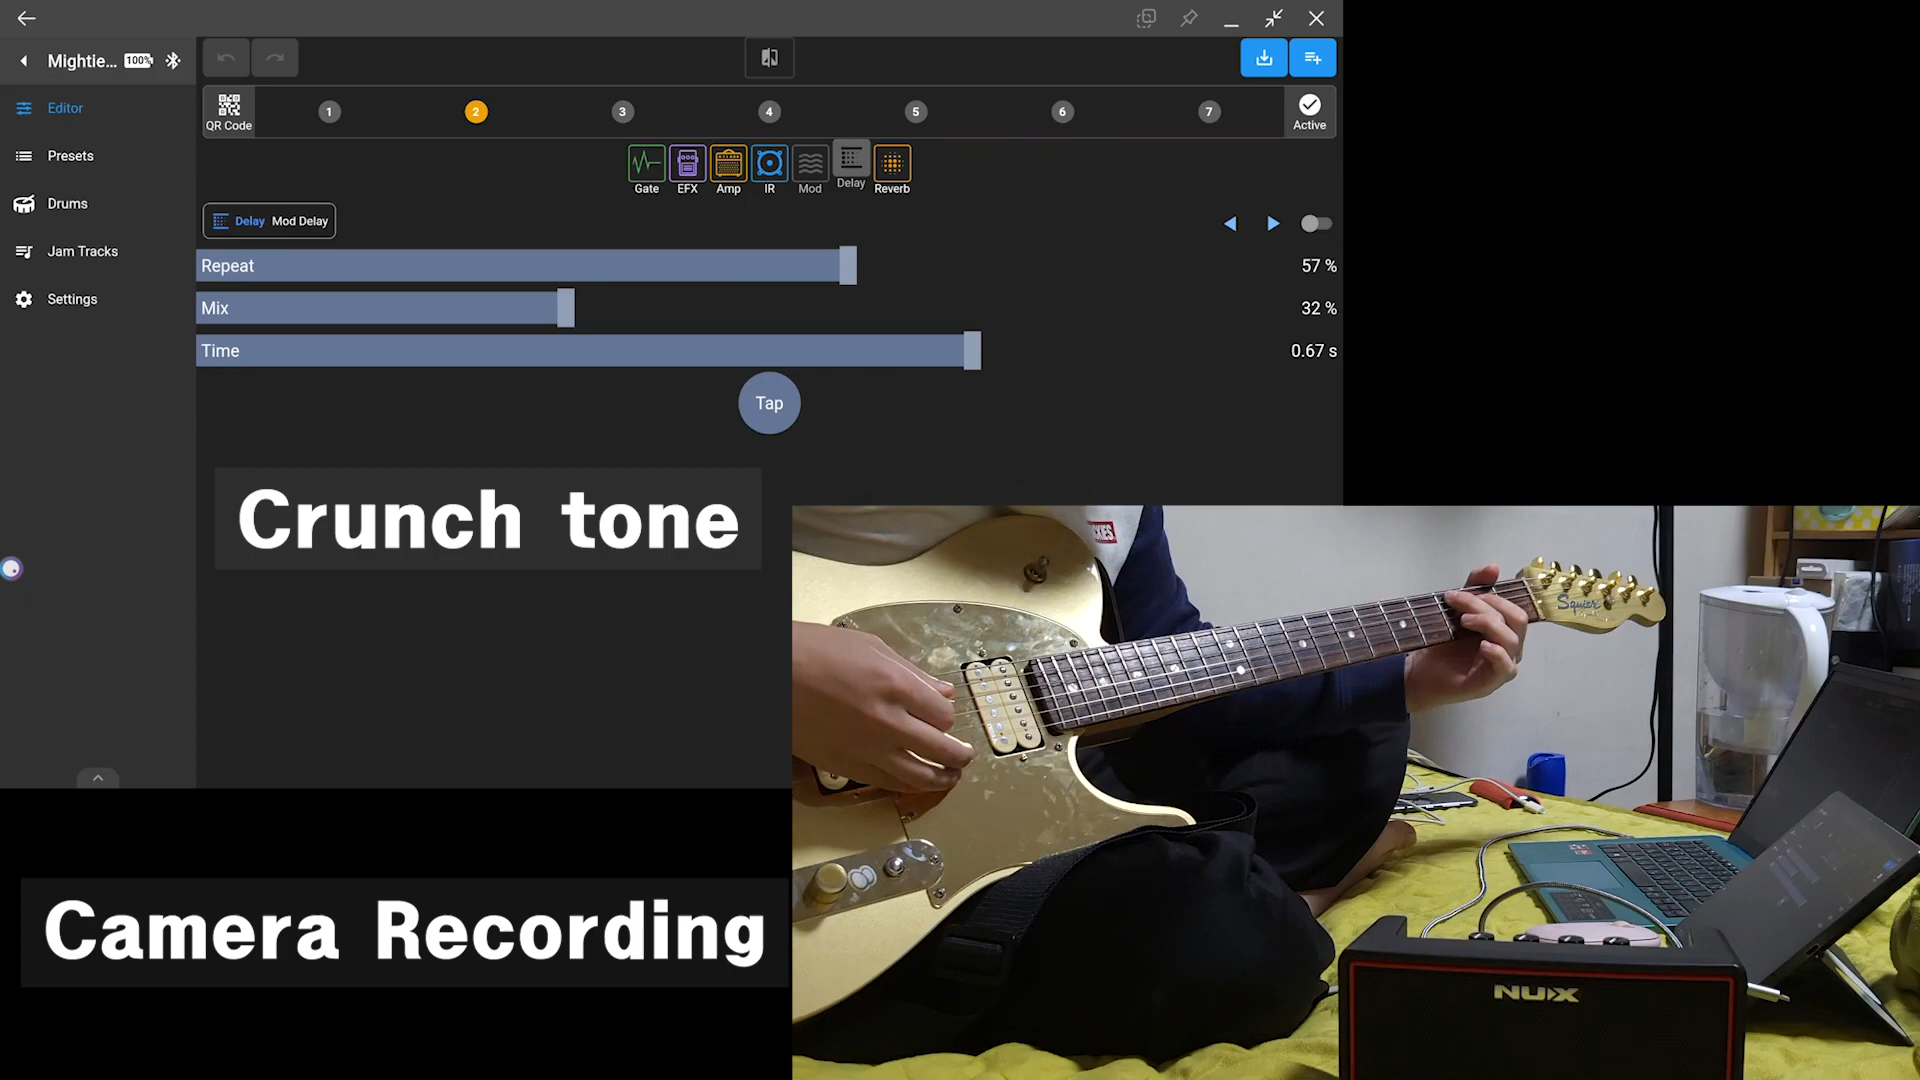 Mightie... 100%
Editor
Presets
Drums
Jam Tracks
Settings
QR Code 1 2 3 4 5 6 7 Active
Gate EFX Amp IR Mod Delay Reverb
Delay Mod Delay
Repeat 57 %
Mix 32 %
Time 0.67 s
Tap
Crunch tone
Camera Recording
CKIES
Squier
NUX